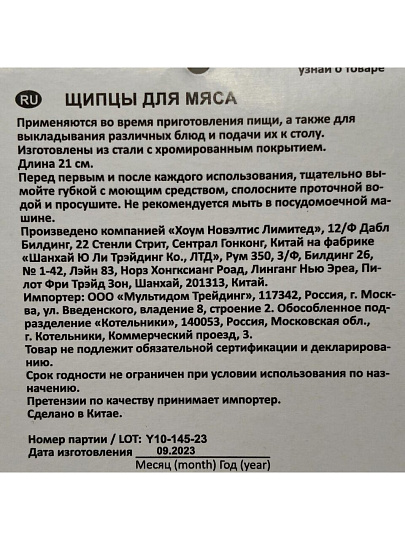 узнай о товаре
RU ЩИПЦЫ ДЛЯ МЯСА
Применяются во время приготовления пищи, а также для
выкладывания различных блюд и подачи их к столу.
Изготовлены из стали с хромированным покрытием.
Длина 21 см.
Перед первым и после каждого использования, тщательно вы-
мойте губкой с моющим средством, сполосните проточной во-
дой и просушите. Не рекомендуется мыть в посудомоечной ма-
шине.
Произведено компанией «Хоум Новэлтис Лимитед», 12/Ф Дабл
Билдинг, 22 Стенли Стрит, Сентрал Гонконг, Китай на фабрике
«Шанхай Ю Ли Трэйдинг Ко., ЛТД», Рум 350, 3/Ф, Билдинг 26,
№ 1-42, Лэйн 83, Норз Хонгксианг Роад, Линганг Нью Эреа, Пи-
лот Фри Трэйд Зон, Шанхай, 201313, Китай.
Импортер: ООО «Мультидом Трейдинг», 117342, Россия, г. Моск-
ва, ул. Введенского, владение 8, строение 2. Обособленное под-
разделение «Котельники», 140053, Россия, Московская обл.,
г. Котельники, Коммерческий проезд, 3.
Товар не подлежит обязательной сертификации и декларирова-
нию.
Срок годности не ограничен при условии использования по на-
значению.
Претензии по качеству принимает импортер.
Сделано в Китае.
Номер партии / LOT: Y10-145-23
Дата изготовления 09.2023
Месяц (month) Год (year)